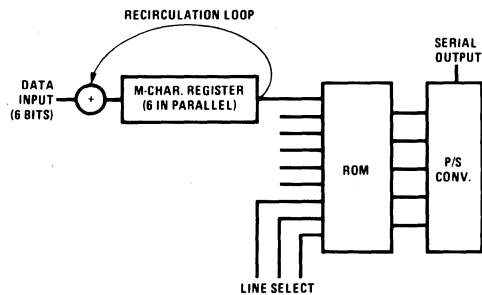 RECIRCULATION LOOP
SERIAL
OUTPUT
DATA
INPUT
(6 BITS)
+
M-CHAR. REGISTER
(6 IN PARALLEL)
ROM
P/S
CONV.
LINE SELECT